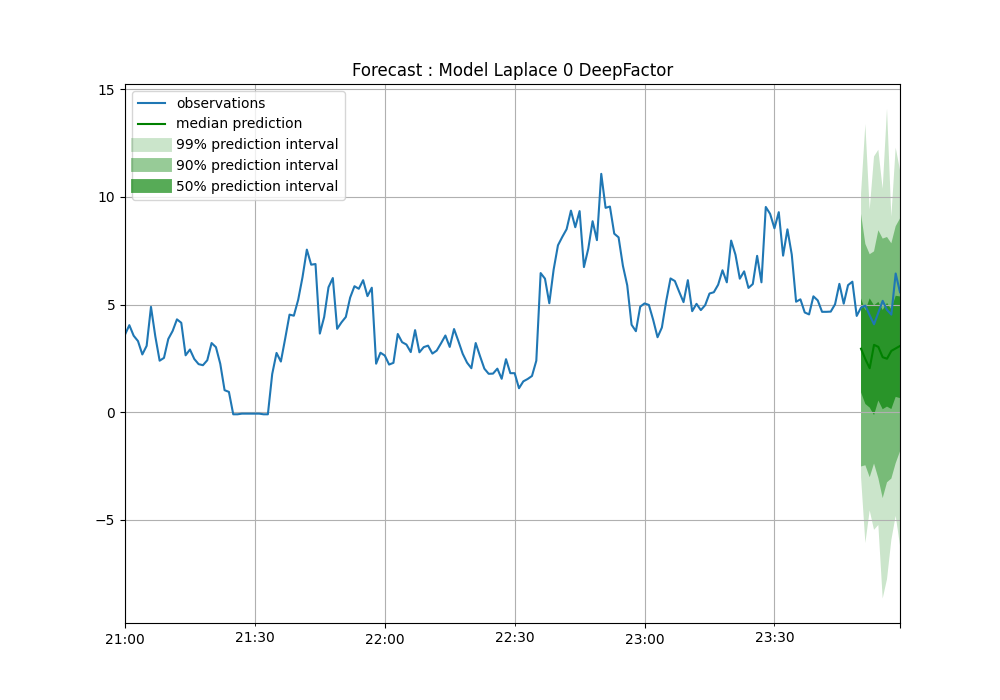 Forecast : Model Laplace 0 DeepFactor
observations
median prediction
99% prediction interval
90% prediction interval
50% prediction interval
15
10
5
0
−5
21:00
21:30
22:00
22:30
23:00
23:30